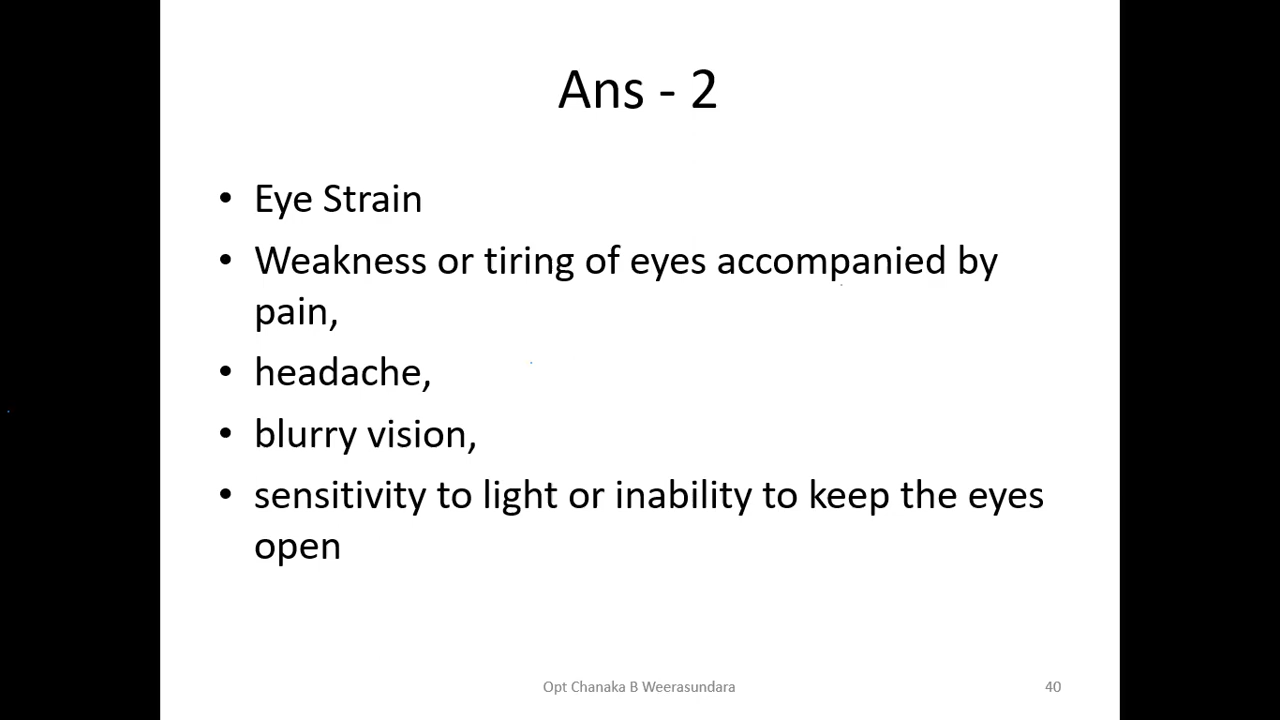 Ans - 2
• Eye Strain
• Weakness or tiring of eyes accompanied by
pain,
• headache,
• blurry vision,
• sensitivity to light or inability to keep the eyes
open
Opt Chanaka B Weerasundara
40